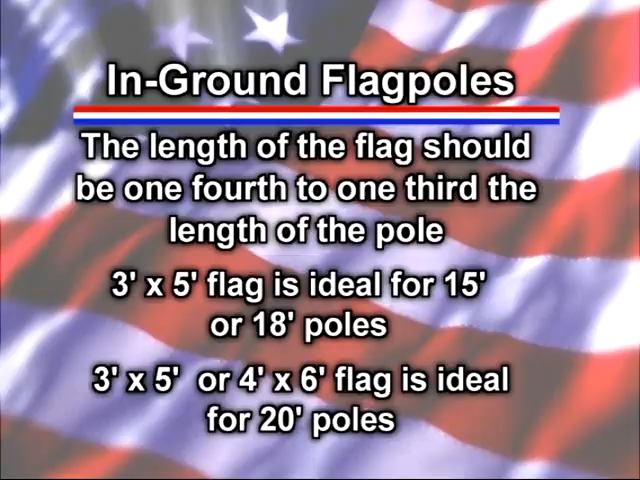 In-Ground Flagpoles
The length of the flag should
be one fourth to one third the
length of the pole
3' x 5' flag is ideal for 15'
or 18' poles
3' x 5'  or 4' x 6' flag is ideal
for 20' poles